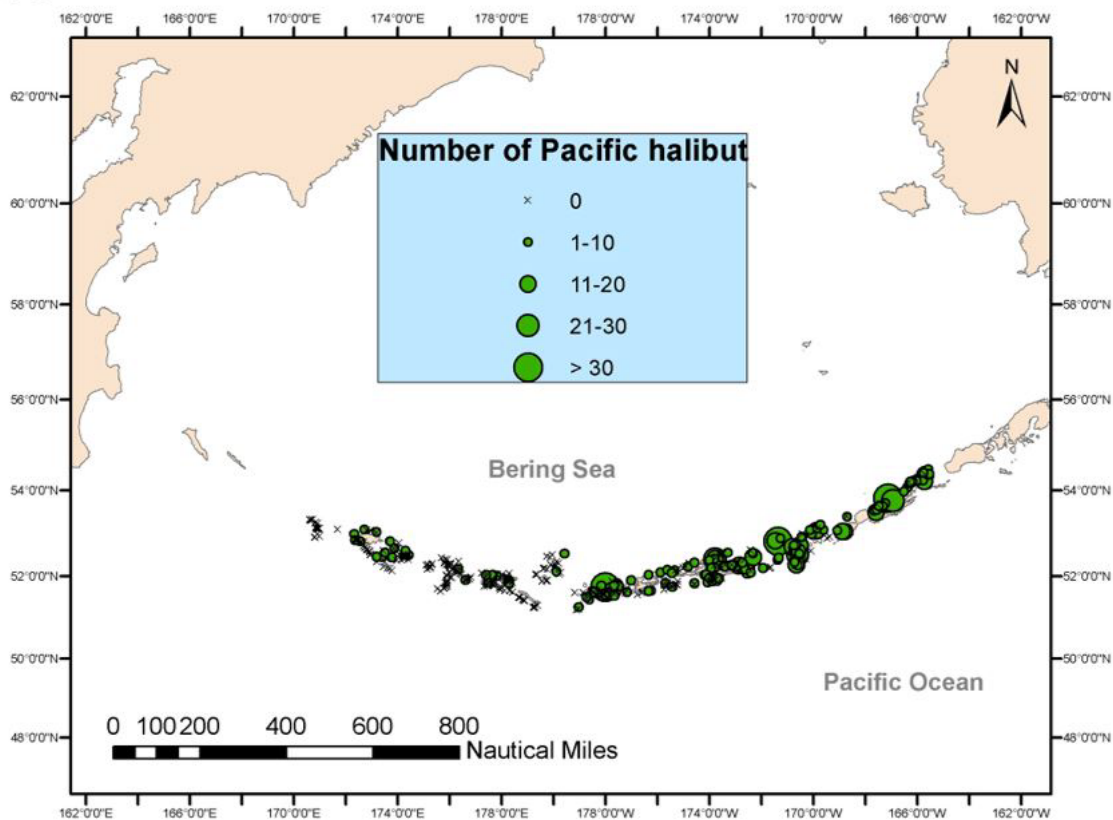 162°0'0"E 166°0'0"E 170°0'0"E 174°0'0"E 178°0'0"E 178°0'0"W 174°0'0"W 170°0'0"W 166°0'0"W 162°0'0"W
N
62°0'0"N 62°0'0"N
Number of Pacific halibut
0
60°0'0"N 60°0'0"N
1-10
11-20
58°0'0"N 58°0'0"N
21-30
> 30
56°0'0"N 56°0'0"N
Bering Sea
54°0'0"N 54°0'0"N
52°0'0"N 52°0'0"N
50°0'0"N 50°0'0"N
Pacific Ocean
48°0'0"N 48°0'0"N
0 100 200 400 600 800
Nautical Miles
162°0'0"E 166°0'0"E 170°0'0"E 174°0'0"E 178°0'0"E 178°0'0"W 174°0'0"W 170°0'0"W 166°0'0"W 162°0'0"W